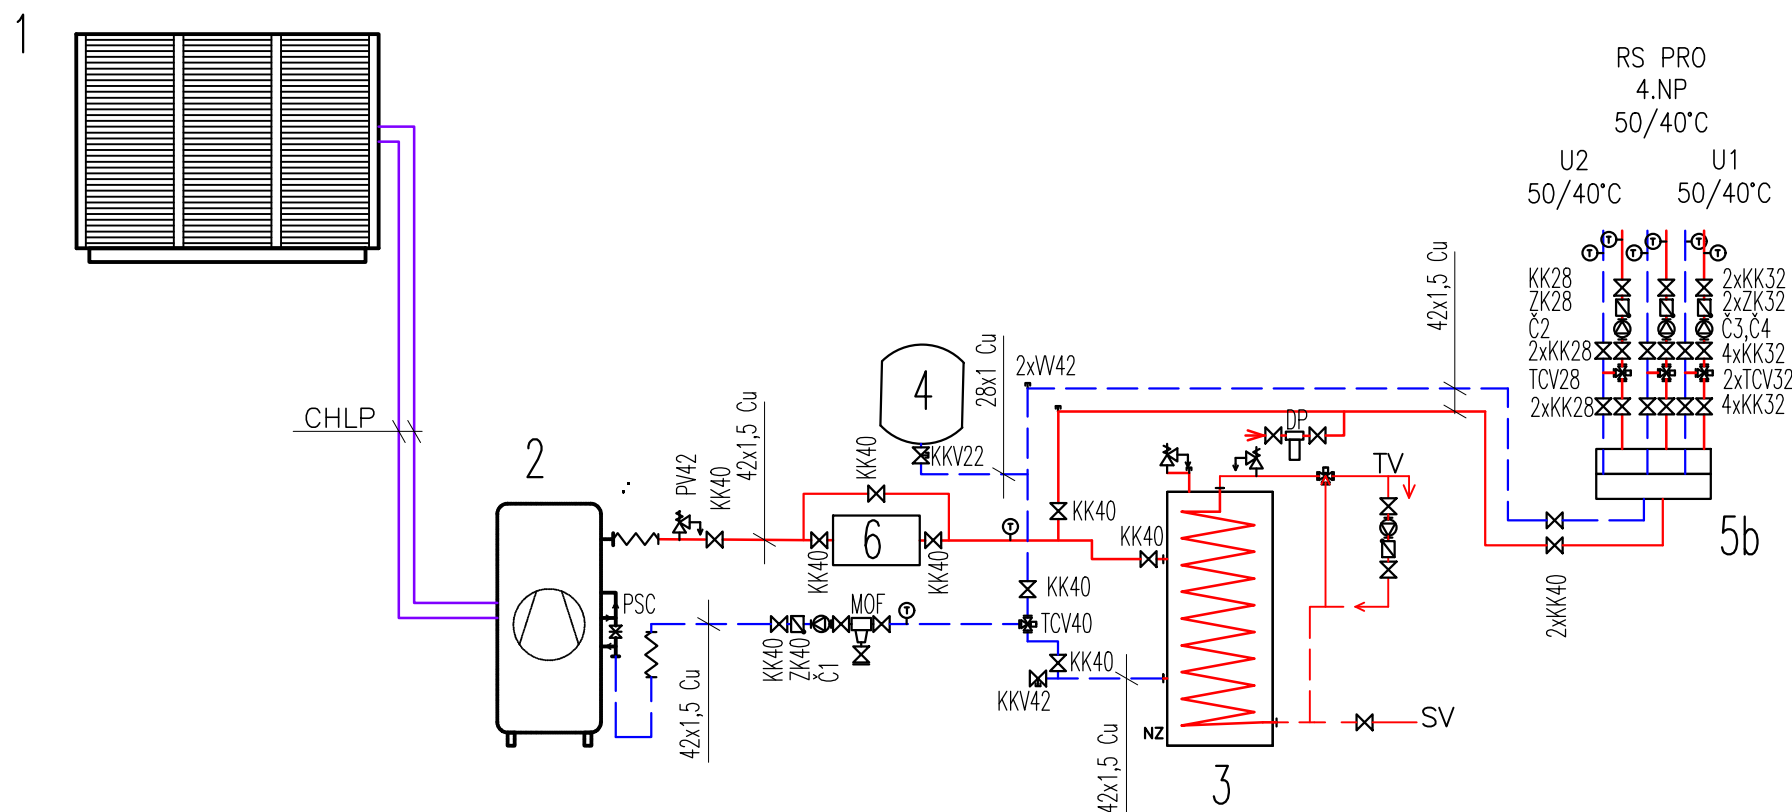 1
RS PRO
4.NP
50/40°C
U2
50/40°C
U1
50/40°C
42x1,5 Cu
KK28
ZK28
Č2
2xKK28
TCV28
2xKK28
2xKK32
2xZK32
Č3,Č4
4xKK32
2xTCV32
4xKK32
T
T
T
T
T
T
28x1 Cu
2xVV42
4
KKV22
CHLP
42x1,5 Cu
KK40
DP
2
PV42
KK40
TV
KK40
KK40
6
KK40
KK40
T
5b
2xKK40
PSC
MOF
T
KK40
TCV40
KK40
KKV42
KK40
ZK40
Č1
42x1,5 Cu
42x1,5 Cu
NZ
SV
3